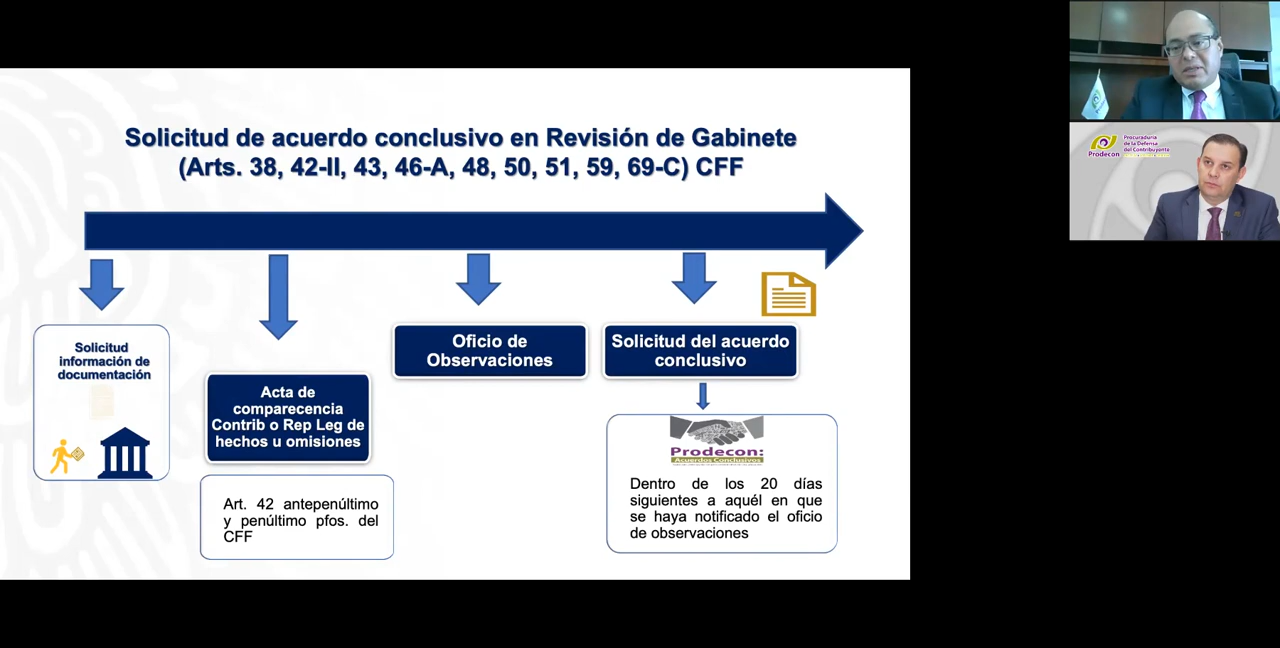 Solicitud de acuerdo conclusivo en Revisión de Gabinete
(Arts. 38, 42-II, 43, 46-A, 48, 50, 51, 59, 69-C) CFF
Solicitud
información de
documentación
Acta de
comparecencia
Contrib o Rep Leg de
hechos u omisiones
Art. 42 antepenúltimo
y penúltimo pfos. del
CFF
Oficio de
Observaciones
Solicitud del acuerdo
conclusivo
Prodecon:
Acuerdos Conclusivos
Dentro de los 20 días
siguientes a aquél en que
se haya notificado el oficio
de observaciones
Prodecon
Procuraduría
de la Defensa
del Contribuyente